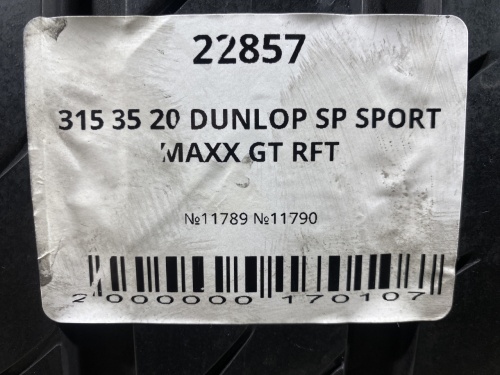 22857
315 35 20 DUNLOP SP SPORT
MAXX GT RFT
№11789 №11790
2 000000 170107